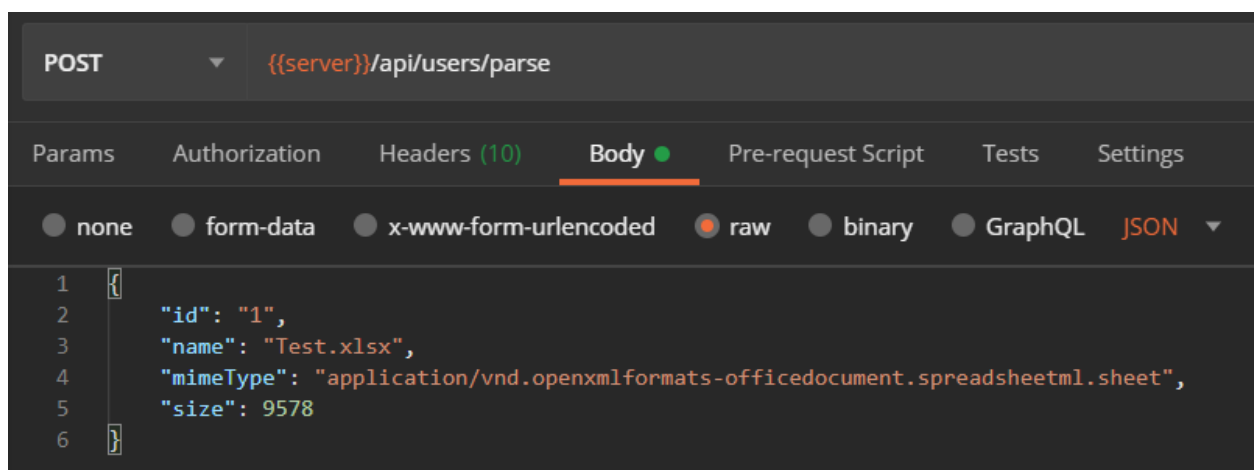 POST {{server}}/api/users/parse
Params Authorization Headers (10) Body Pre-request Script Tests Settings
none form-data x-www-form-urlencoded raw binary GraphQL JSON
1 {
2 "id": "1",
3 "name": "Test.xlsx",
4 "mimeType": "application/vnd.openxmlformats-officedocument.spreadsheetml.sheet",
5 "size": 9578
6 }